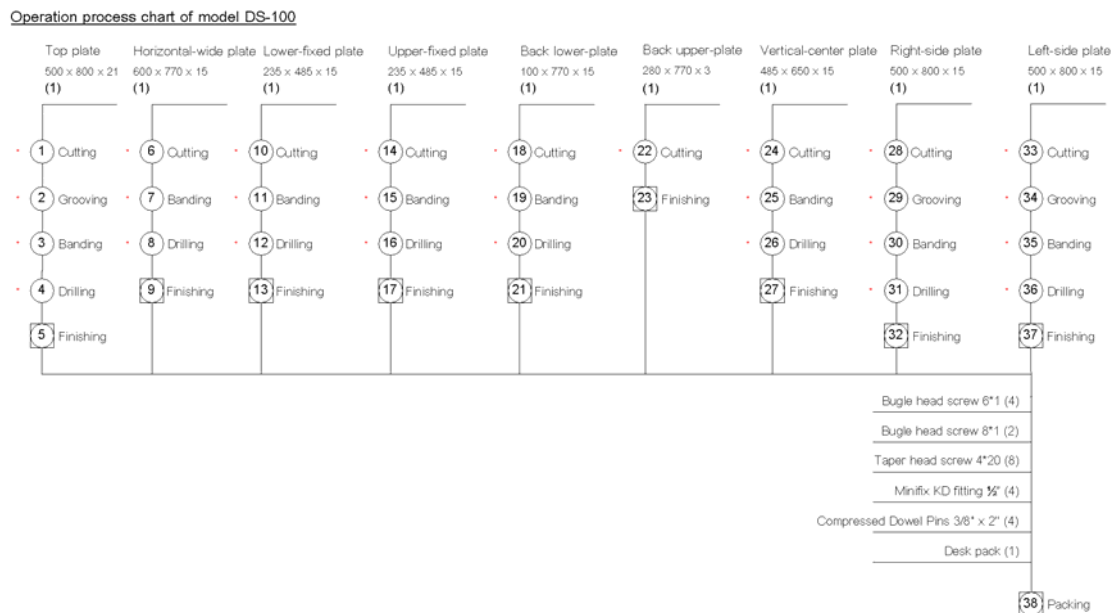 Operation process chart of model DS-100
Top plate Horizontal-wide plate Lower-fixed plate Upper-fixed plate Back lower-plate Back upper-plate Vertical-center plate Right-side plate Left-side plate
500 x 800 x 21 600 x 770 x 15 235 x 485 x 15 235 x 485 x 15 100 x 770 x 15 280 x 770 x 3 485 x 650 x 15 500 x 800 x 15 500 x 800 x 15
(1) (1) (1) (1) (1) (1) (1) (1) (1)
1 Cutting 6 Cutting 10 Cutting 14 Cutting 18 Cutting 22 Cutting 24 Cutting 28 Cutting 33 Cutting
2 Grooving 7 Banding 11 Banding 15 Banding 19 Banding 23 Finishing 25 Banding 29 Grooving 34 Grooving
3 Banding 8 Drilling 12 Drilling 16 Drilling 20 Drilling 26 Drilling 30 Banding 35 Banding
4 Drilling 9 Finishing 13 Finishing 17 Finishing 21 Finishing 27 Finishing 31 Drilling 36 Drilling
5 Finishing 32 Finishing 37 Finishing
Bugle head screw 6*1 (4)
Bugle head screw 8*1 (2)
Taper head screw 4*20 (8)
Minifix KD fitting ½" (4)
Compressed Dowel Pins 3/8" x 2" (4)
Desk pack (1)
38 Packing